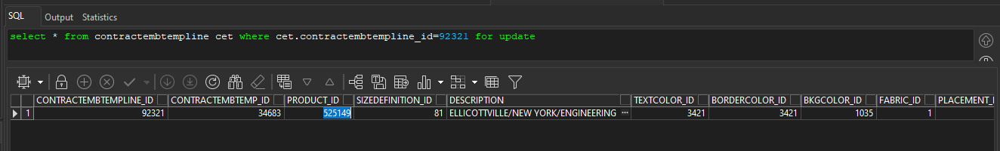 SQL Output Statistics
select * from contractembtempline cet where cet.contractembtempline_id=92321 for update
CONTRACTEMBTEMPLINE_ID CONTRACTEMBTEMP_ID PRODUCT_ID SIZEDEFINITION_ID DESCRIPTION TEXTCOLOR_ID BORDERCOLOR_ID BKGCOLOR_ID FABRIC_ID PLACEMENT_I
1 92321 34683 525149 81 ELLICOTTVILLE/NEW YORK/ENGINEERING ··· 3421 3421 1035 1